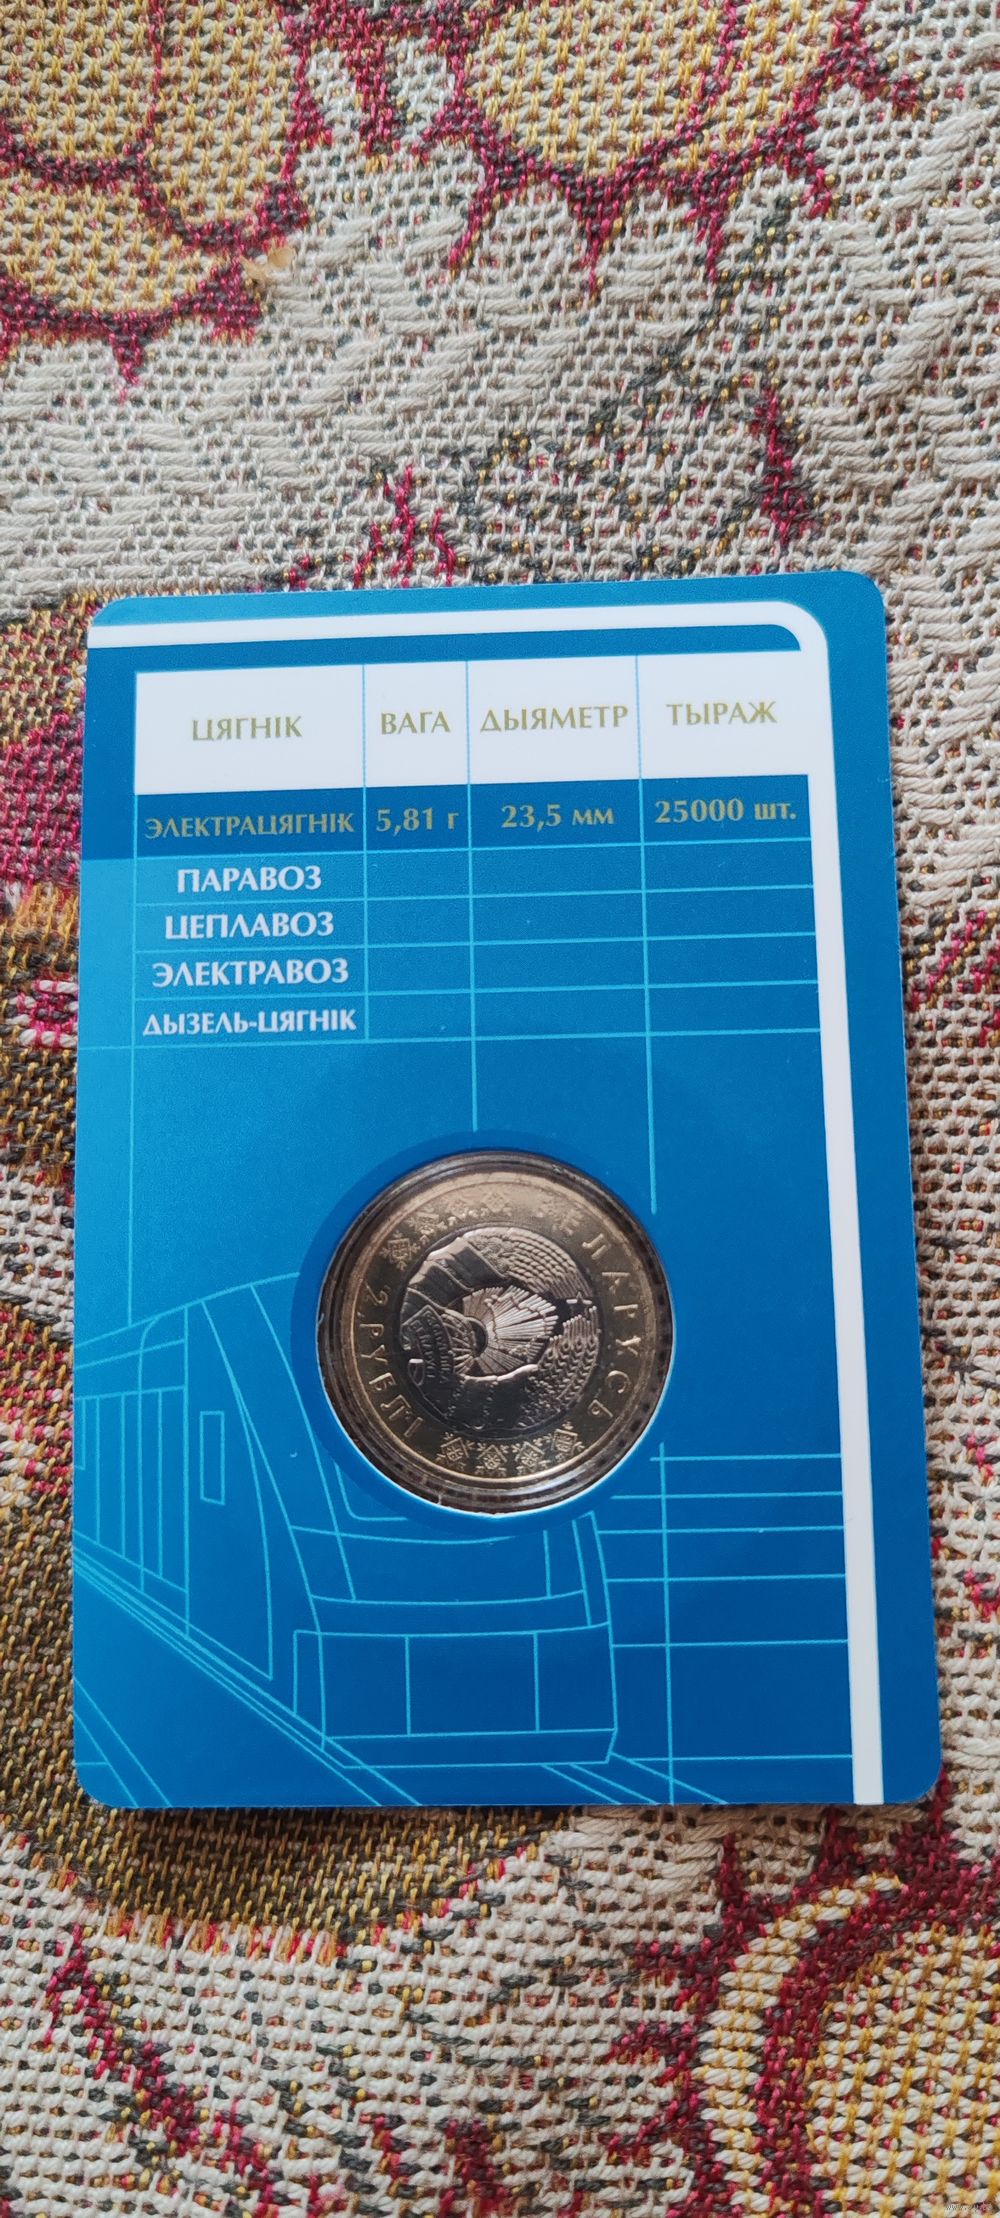 ЦЯГНІК ВАГА ДЫЯМЕТР ТЫРАЖ
ЭЛЕКТРАЦЯГНІК 5,81 г 23,5 мм 25000 шт.
ПАРАВОЗ
ЦЕПЛАВОЗ
ЭЛЕКТРАВОЗ
ДЫЗЕЛЬ-ЦЯГНІК
БЕЛАРУСЬ
2 РУБЛІ